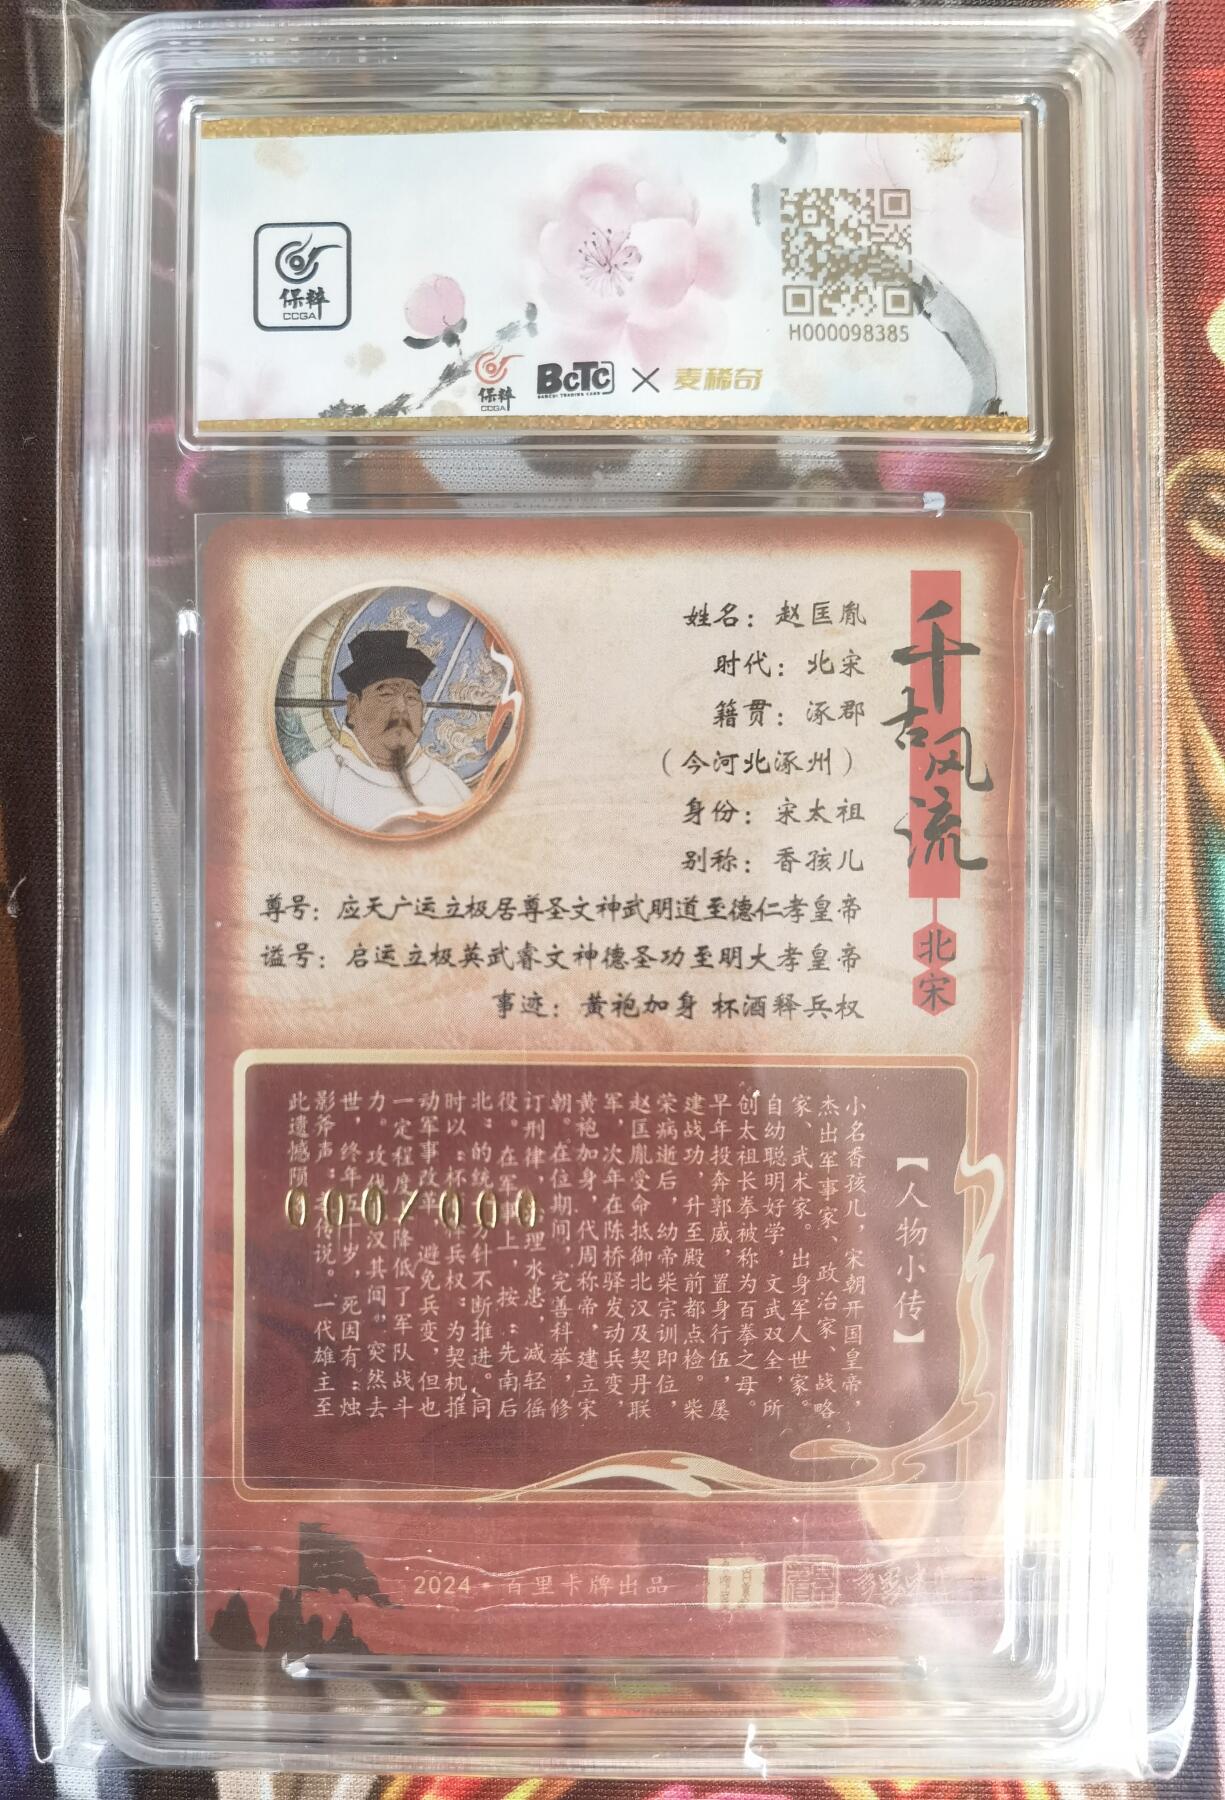 保粹
CCGA
H000098385
保粹
CCGA
BCTC
BANCHI TRADING CARD
×
麦稀奇
姓名：赵匡胤
时代：北宋
籍贯：涿郡
（今河北涿州）
身份：宋太祖
别称：香孩儿
尊号：应天广运立极居尊圣文神武明道至德仁孝皇帝
谥号：启运立极英武睿文神德圣功至明大孝皇帝
事迹：黄袍加身 杯酒释兵权
千古风流
北宋
【人物小传】
小名香孩儿，宋朝开国皇帝，
杰出军事家、政治家、战略
家、武术家。出身军人世家。
自幼聪明好学，文武双全，所
创太祖长拳被称为百拳之母。
早年投奔郭威，置身行伍，屡
建战功，升至殿前都点检。柴
荣病逝后，幼帝柴宗训即位，
赵匡胤受命抵御北汉及契丹联
军，次年在陈桥驿发动兵变，
黄袍加身，代周称帝，建立宋
朝。在位期间，完善科举，修
订刑律，理水患，减轻徭
役。在军事上，按“先南后
北”的统方针不断推进。同
时以“杯兵权”为契机推
动军事改革，避免兵变，但也
一定程度降低了军队战斗
力。攻伐汉其间，突然去
世，终年五十岁，死因有“烛
影斧声”传说。一代雄主至
此遗憾陨
000/000
2024·百里卡牌出品